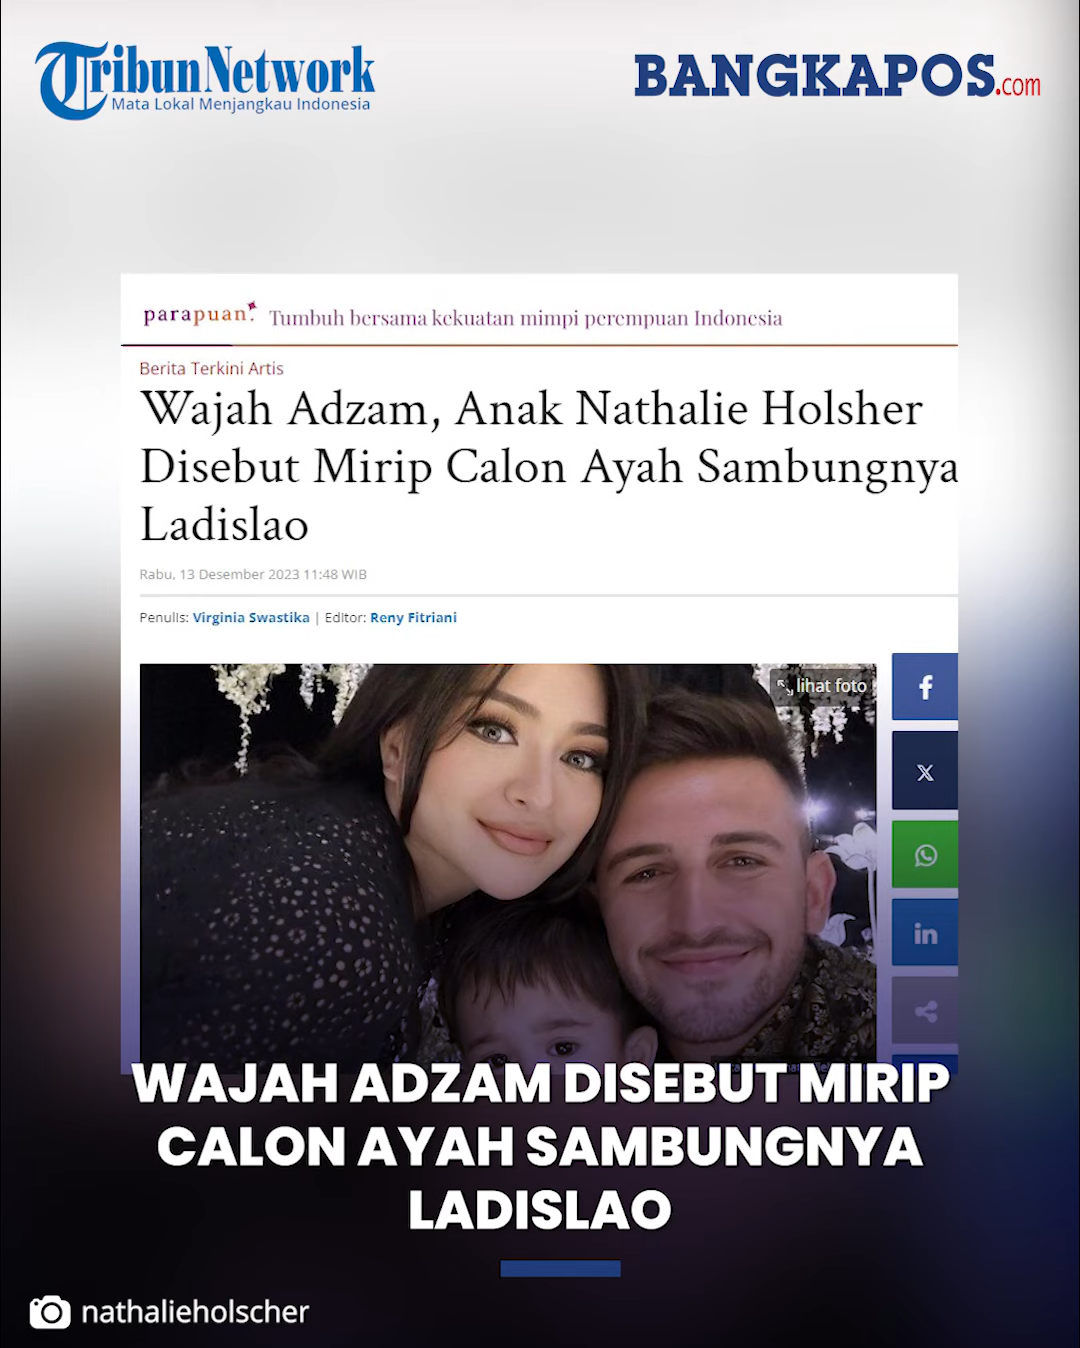 Tribun Network
Mata Lokal Menjangkau Indonesia
BANGKAPOS.com
parapuan. Tumbuh bersama kekuatan mimpi perempuan Indonesia
Berita Terkini Artis
Wajah Adzam, Anak Nathalie Holsher
Disebut Mirip Calon Ayah Sambungnya
Ladislao
Rabu, 13 Desember 2023 11:48 WIB
Penulis: Virginia Swastika | Editor: Reny Fitriani
lihat foto
WAJAH ADZAM DISEBUT MIRIP
CALON AYAH SAMBUNGNYA
LADISLAO
nathalieholscher